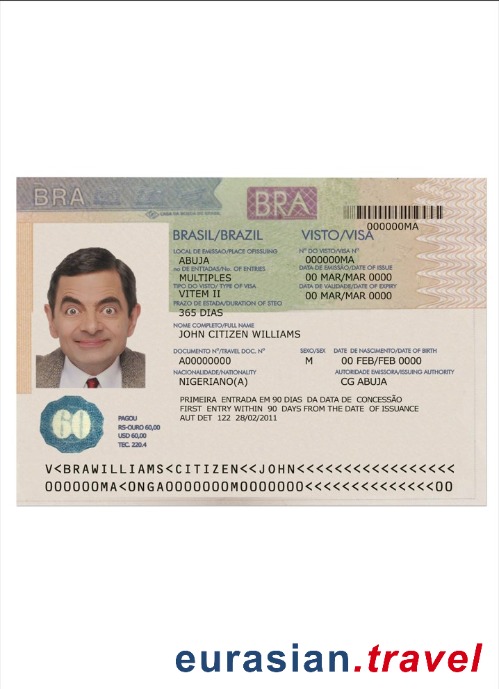 BRA
CASA DA MOEDA DO BRASIL
BRA
000000MA
BRASIL/BRAZIL VISTO/VISA
LOCAL DE EMISSAO/PLACE OFISSUING Nº DO VISTO/VISA Nº
ABUJA 000000MA
no DE ENTTADAS/No. OF ENTRIES DATA DE EMISSÃO/DATE OF ISSUE
MULTIPLES 00 MAR/MAR 0000
TIPO DO VISTO/ TYPE OF VISA DATA DE VALIDADE/DATE OF EXPIRY
VITEM II 00 MAR/MAR 0000
PRAZO DE ESTADA/DURATION OF STEO
365 DIAS
NOME COMPLETO/FULL NAME
JOHN CITIZEN WILLIAMS
DOCUMENTO Nº/TRAVEL DOC. Nº SEXO/SEX DATE DE NASCIMENTO/DATE OF BIRTH
A00000000 M 00 FEB/FEB 0000
NACIONALIDADE/NATIONALITY AUTORIDADE EMISSORA/ISSUING AUTHORITY
NIGERIANO(A) CG ABUJA
60
PAGOU
RS-OURO 60,00
USD 60,00
TEC. 220.4
PRIMEIRA ENTRADA EM 90 DIAS DA DATA DE CONCESSÃO
FIRST ENTRY WITHIN 90 DAYS FROM THE DATE OF ISSUANCE
AUT DET 122 28/02/2011
V<BRAWILLIAMS<CITIZEN<<JOHN<<<<<<<<<<<<<<<<<
000000MA<0NGA0000000M0000000<<<<<<<<<<<<<<00
eurasian.travel